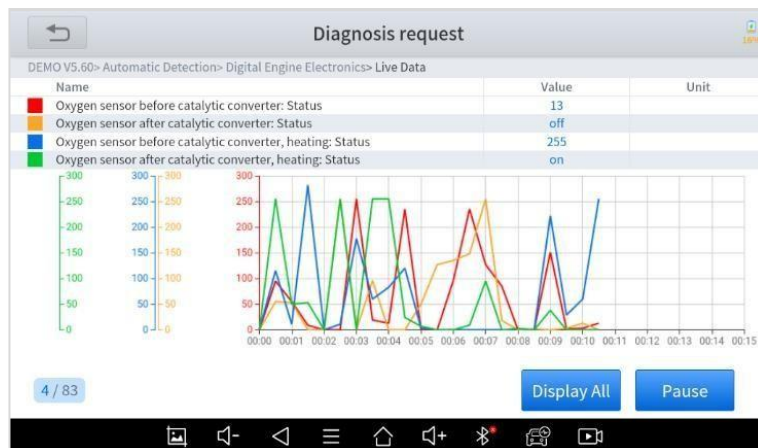 Diagnosis request
16%
DEMO V5.60> Automatic Detection> Digital Engine Electronics> Live Data
Name Value Unit
Oxygen sensor before catalytic converter: Status 13
Oxygen sensor after catalytic converter: Status off
Oxygen sensor before catalytic converter, heating: Status 255
Oxygen sensor after catalytic converter, heating: Status on
300 300 300 300
250 250 250 250
200 200 200 200
150 150 150 150
100 100 100 100
50 50 50 50
0 0 0 0
00:00 00:01 00:02 00:03 00:04 00:05 00:06 00:07 00:08 00:09 00:10 00:11 00:12 00:13 00:14 00:15
4 / 83
Display All
Pause